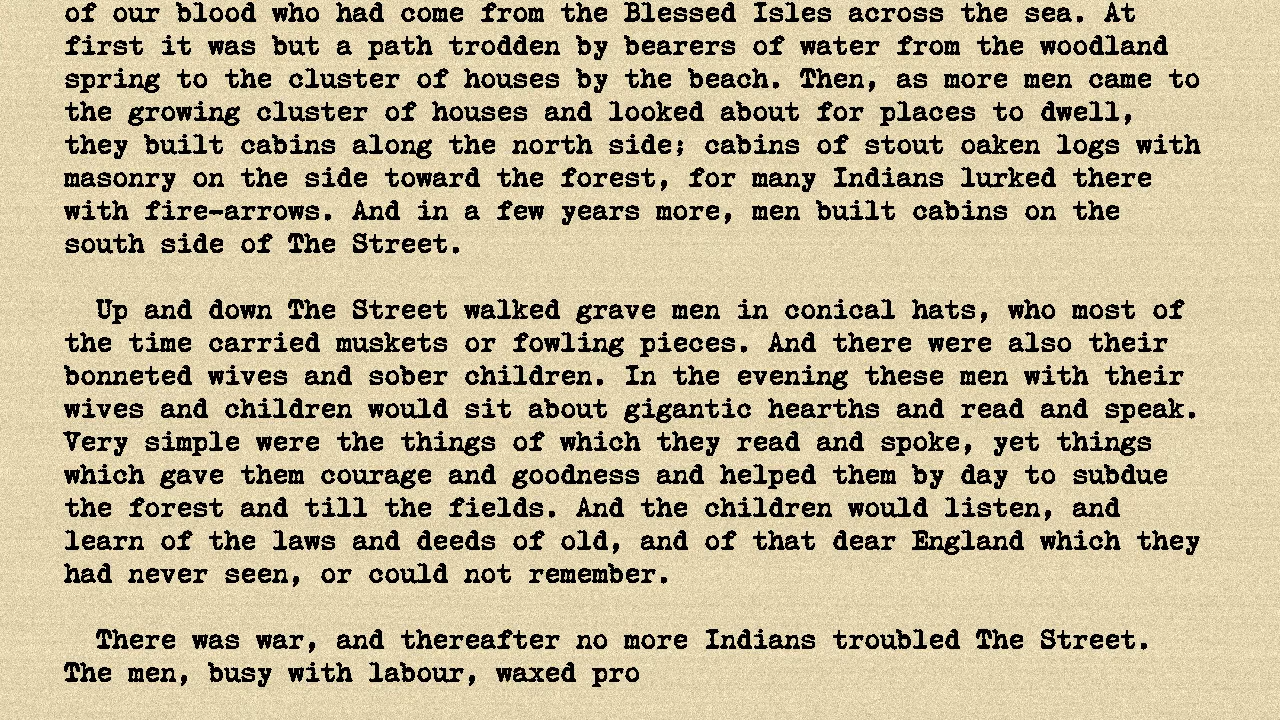 of our blood who had come from the Blessed Isles across the sea. At
first it was but a path trodden by bearers of water from the woodland
spring to the cluster of houses by the beach. Then, as more men came to
the growing cluster of houses and looked about for places to dwell,
they built cabins along the north side; cabins of stout oaken logs with
masonry on the side toward the forest, for many Indians lurked there
with fire-arrows. And in a few years more, men built cabins on the
south side of The Street.

Up and down The Street walked grave men in conical hats, who most of
the time carried muskets or fowling pieces. And there were also their
bonneted wives and sober children. In the evening these men with their
wives and children would sit about gigantic hearths and read and speak.
Very simple were the things of which they read and spoke, yet things
which gave them courage and goodness and helped them by day to subdue
the forest and till the fields. And the children would listen, and
learn of the laws and deeds of old, and of that dear England which they
had never seen, or could not remember.

There was war, and thereafter no more Indians troubled The Street.
The men, busy with labour, waxed pro